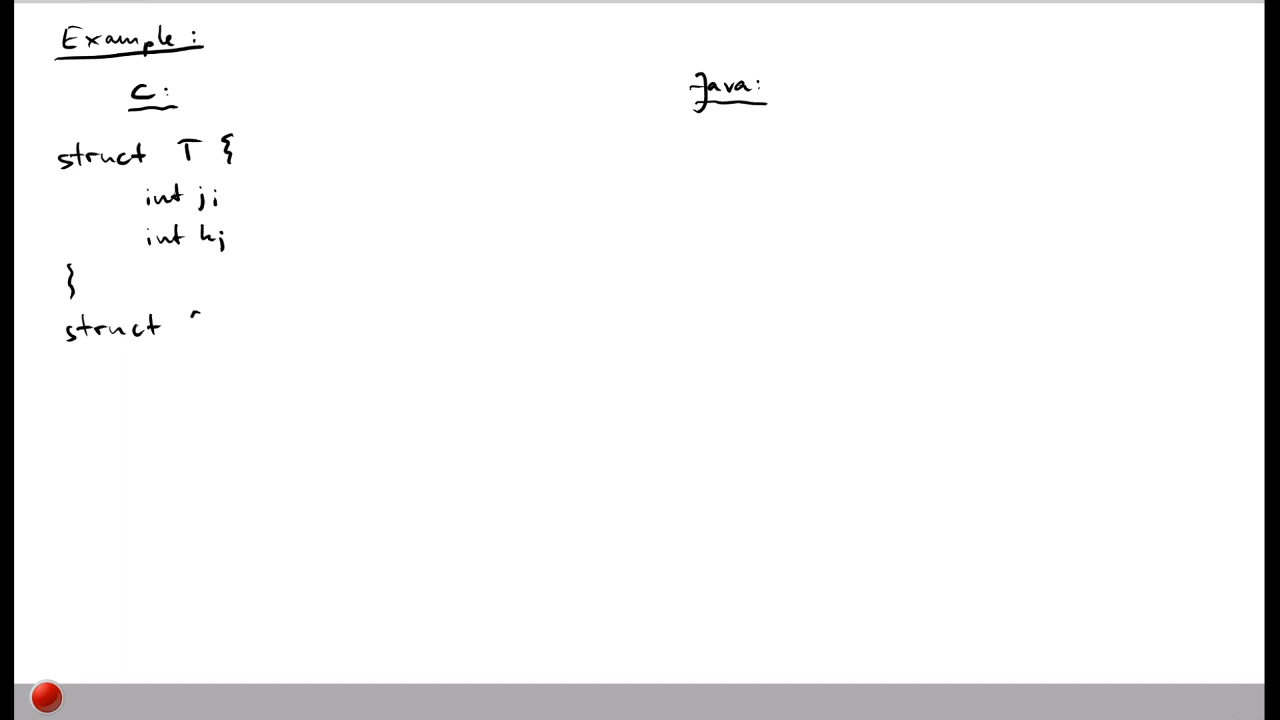 Example:
C:
Java:
struct T {
int j;
int k;
}
struct